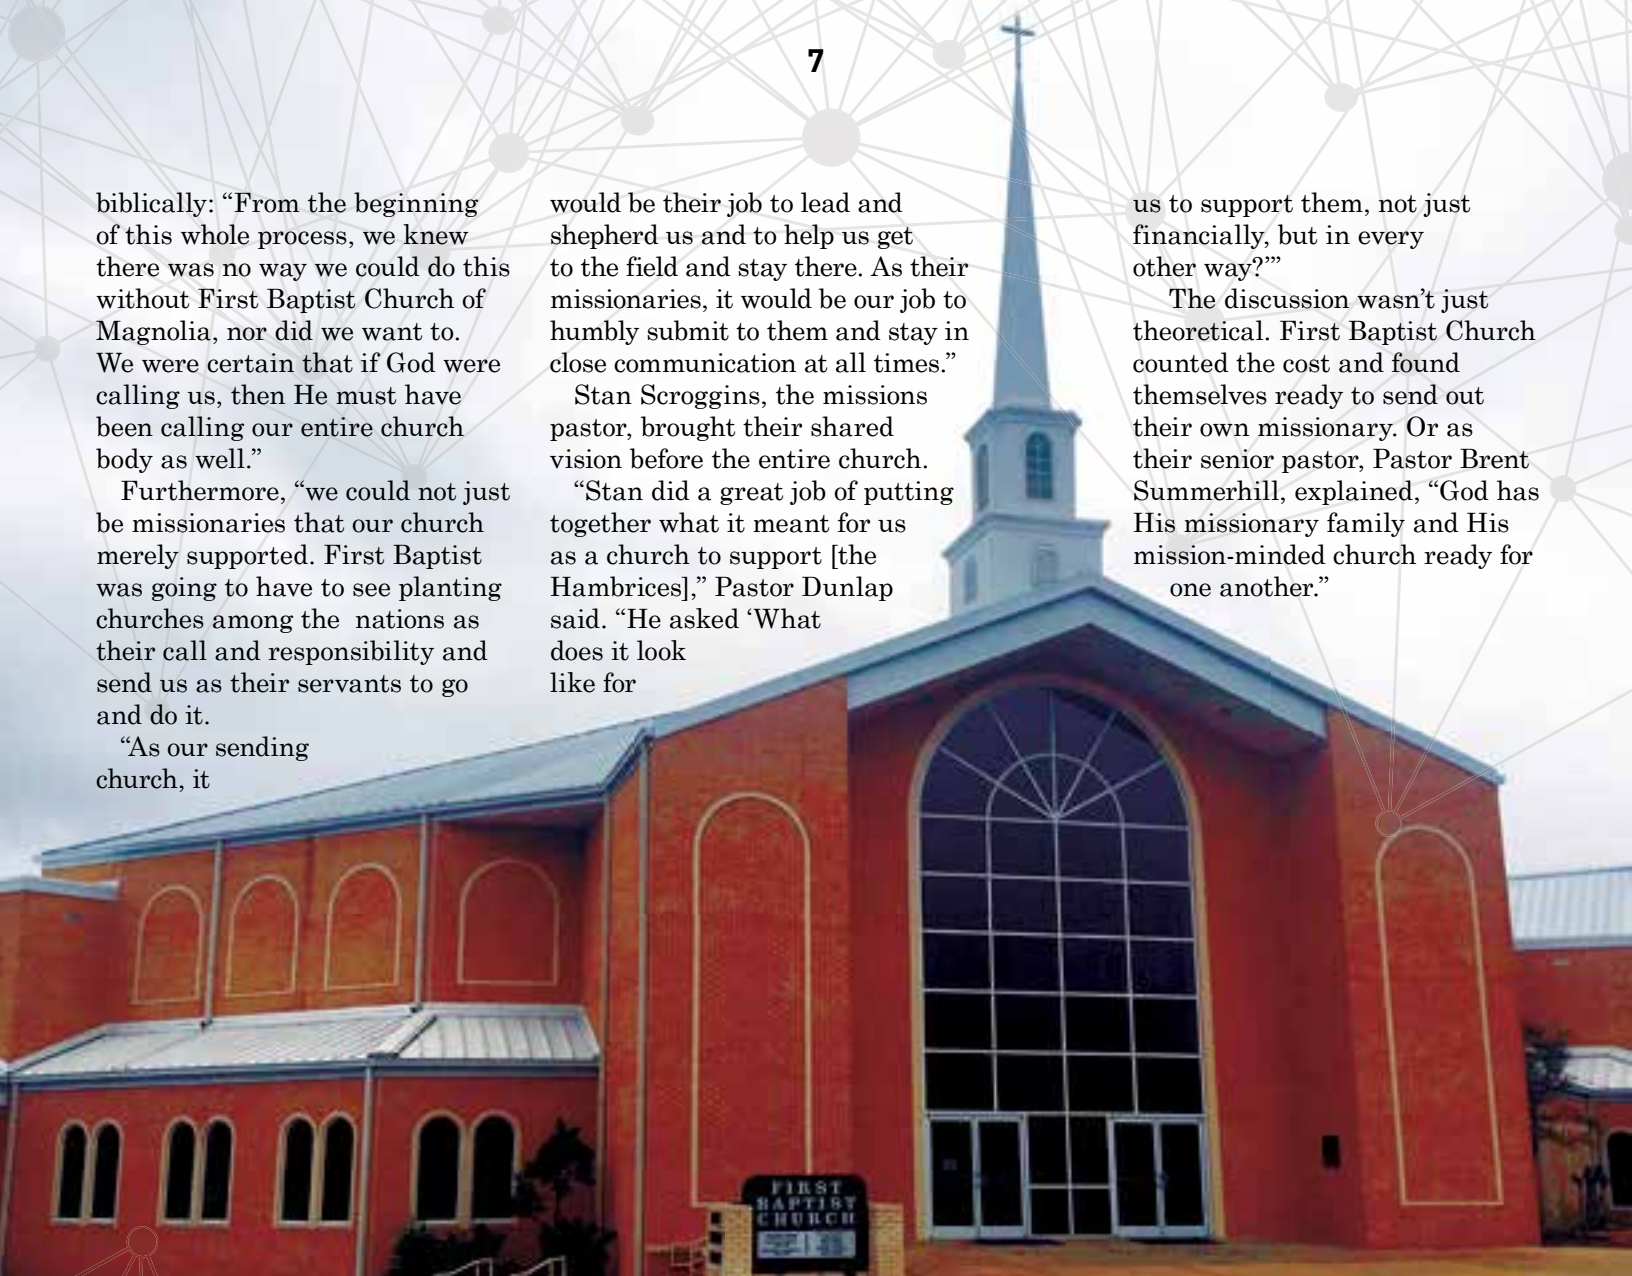 7
biblically: “From the beginning
of this whole process, we knew
there was no way we could do this
without First Baptist Church of
Magnolia, nor did we want to.
We were certain that if God were
calling us, then He must have
been calling our entire church
body as well.”
Furthermore, “we could not just
be missionaries that our church
merely supported. First Baptist
was going to have to see planting
churches among the nations as
their call and responsibility and
send us as their servants to go
and do it.
“As our sending
church, it
would be their job to lead and
shepherd us and to help us get
to the field and stay there. As their
missionaries, it would be our job to
humbly submit to them and stay in
close communication at all times.”
Stan Scroggins, the missions
pastor, brought their shared
vision before the entire church.
“Stan did a great job of putting
together what it meant for us
as a church to support [the
Hambrices],” Pastor Dunlap
said. “He asked ‘What
does it look
like for
us to support them, not just
financially, but in every
other way?’”
The discussion wasn’t just
theoretical. First Baptist Church
counted the cost and found
themselves ready to send out
their own missionary. Or as
their senior pastor, Pastor Brent
Summerhill, explained, “God has
His missionary family and His
mission-minded church ready for
one another.”
FIRST
BAPTIST
CHURCH